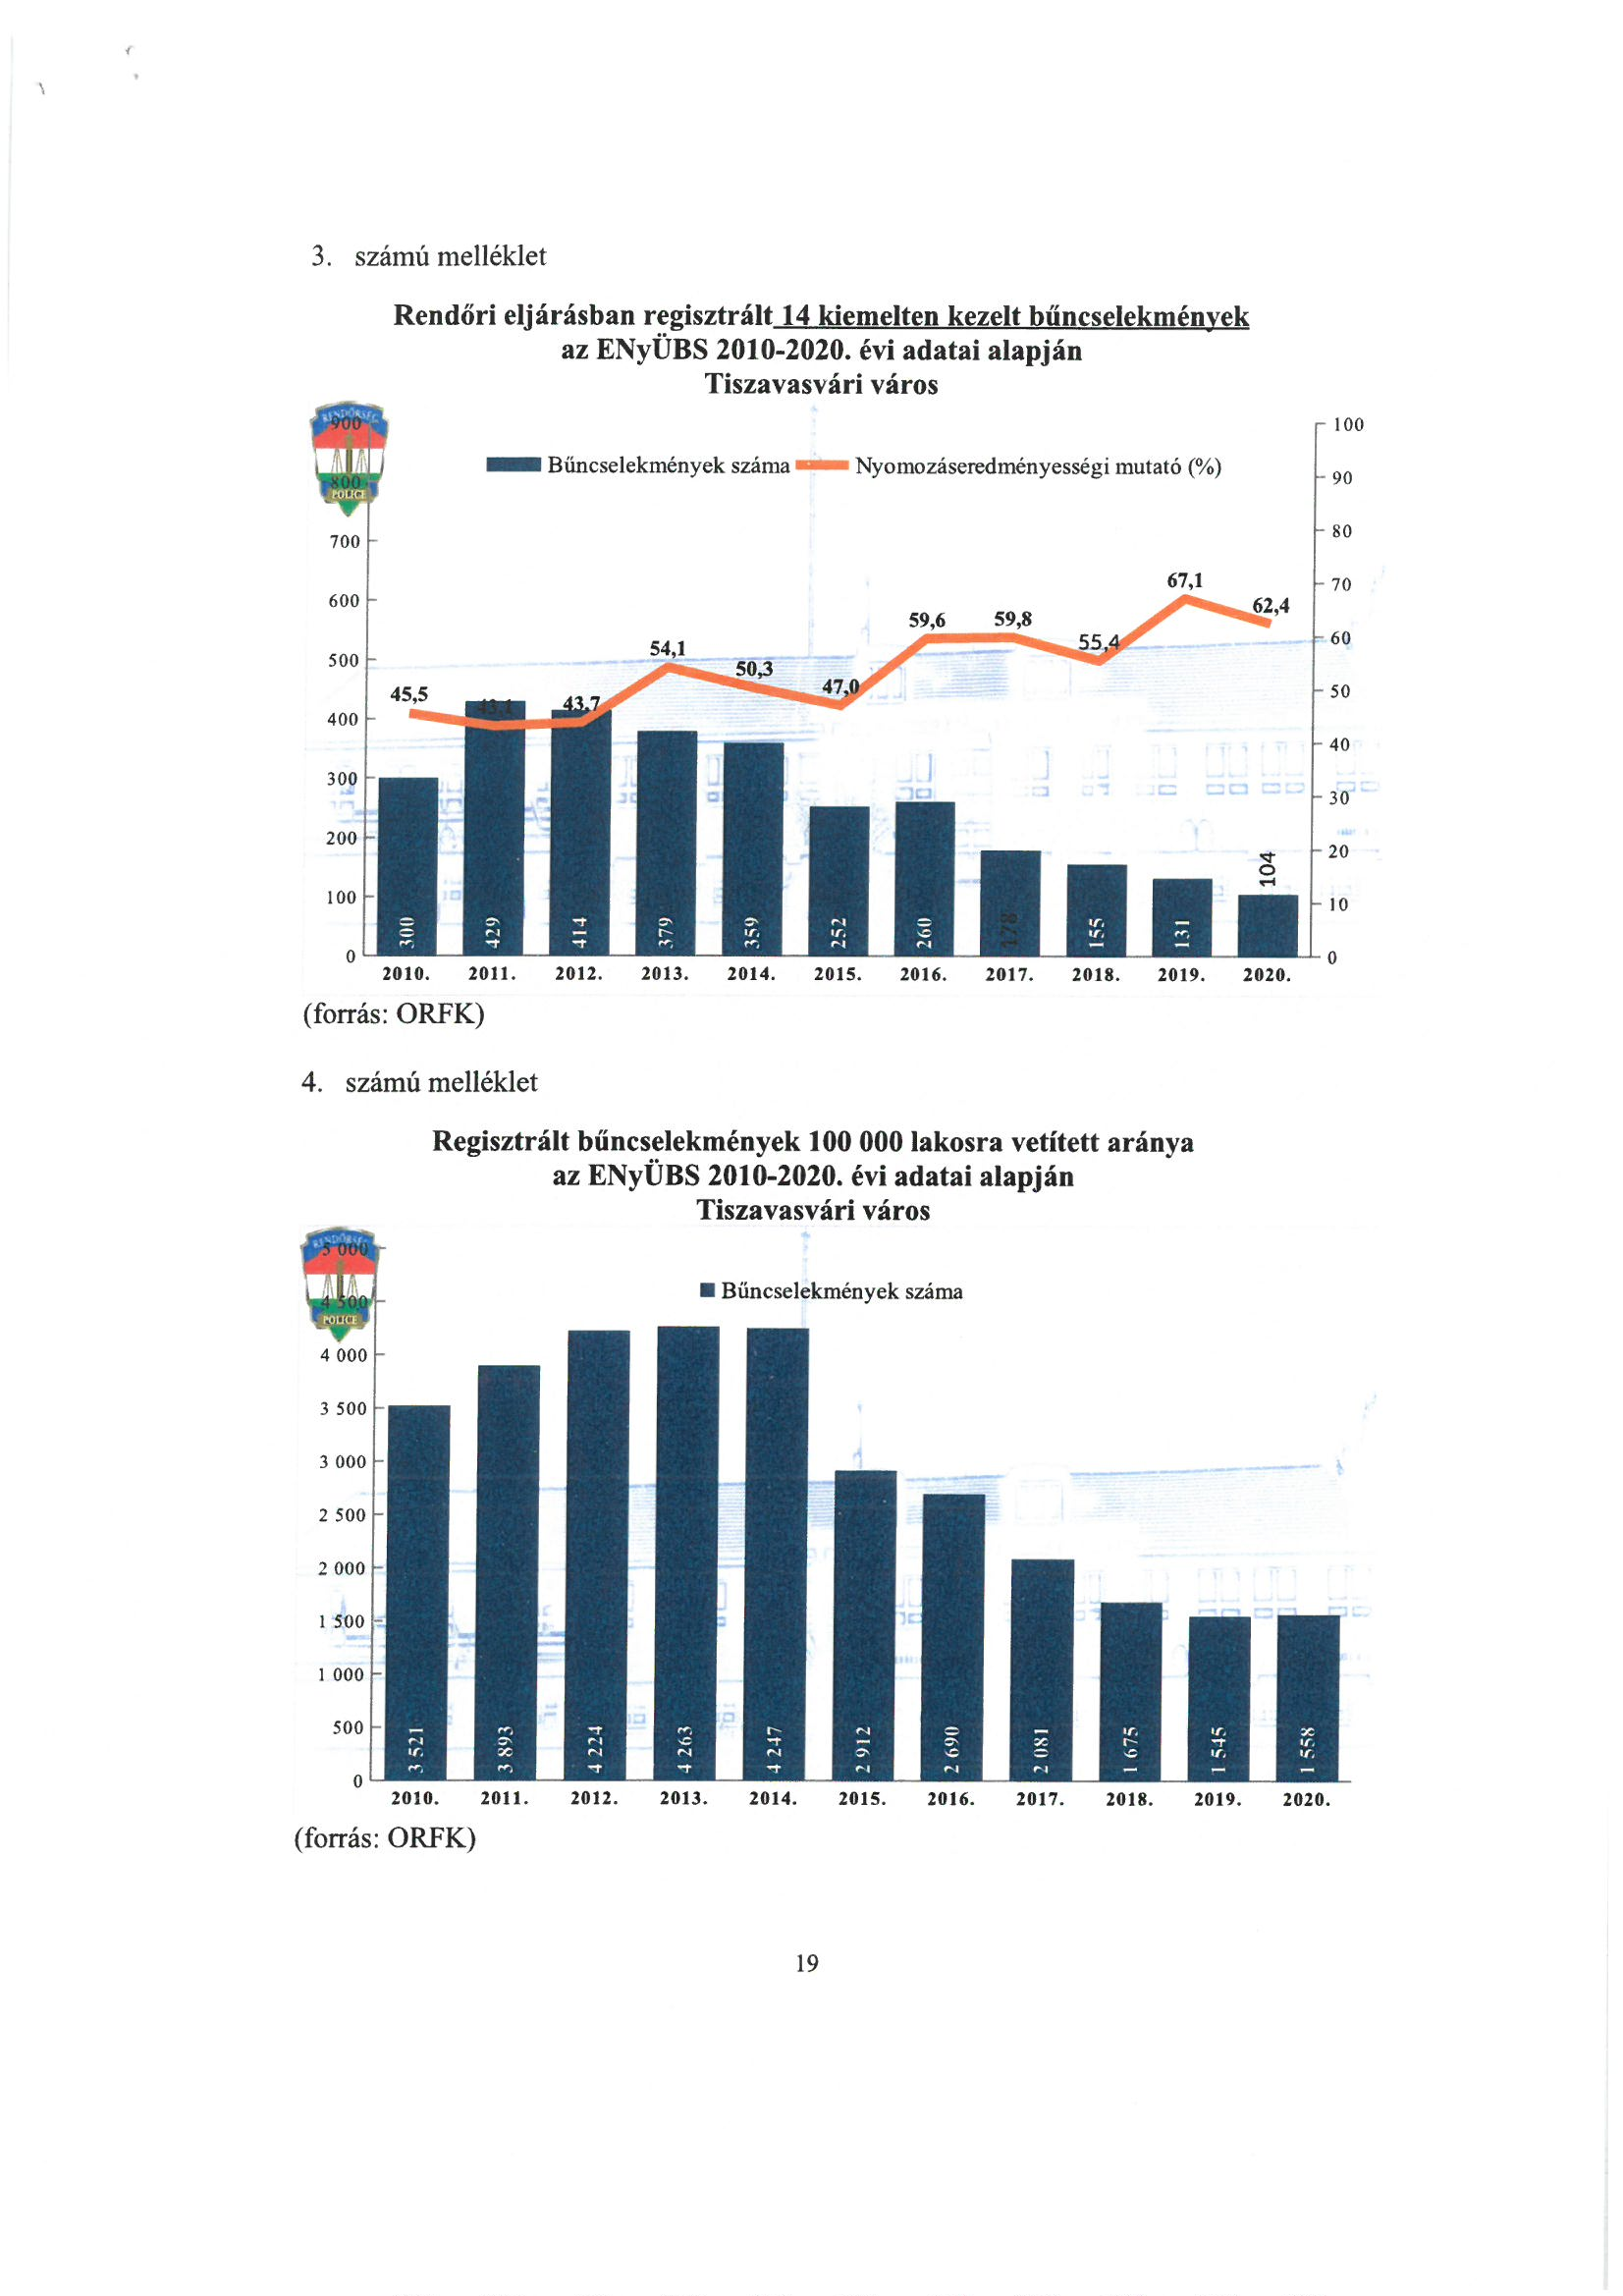 3. számú melléklet
Rendőri eljárásban regisztrált 14 kiemelten kezelt bűncselekmények
az ENyÜBS 2010-2020. évi adatai alapján
Tiszavasvári város
RENDŐRSÉG
POLICE
Bűncselekmények száma Nyomozáseredményességi mutató (%)
900
800
700
600
500
400
300
200
100
0
100
90
80
70
60
50
40
30
20
10
0
45,5 43,1 43,7 54,1 50,3 47,0 59,6 59,8 55,4 67,1 62,4
300 429 414 379 359 252 260 178 155 131 104
2010. 2011. 2012. 2013. 2014. 2015. 2016. 2017. 2018. 2019. 2020.
(forrás: ORFK)
4. számú melléklet
Regisztrált bűncselekmények 100 000 lakosra vetített aránya
az ENyÜBS 2010-2020. évi adatai alapján
Tiszavasvári város
RENDŐRSÉG
POLICE
Bűncselekmények száma
5 000
4 500
4 000
3 500
3 000
2 500
2 000
1 500
1 000
500
0
3 521 3 893 4 224 4 263 4 247 2 912 2 690 2 081 1 675 1 545 1 558
2010. 2011. 2012. 2013. 2014. 2015. 2016. 2017. 2018. 2019. 2020.
(forrás: ORFK)
19